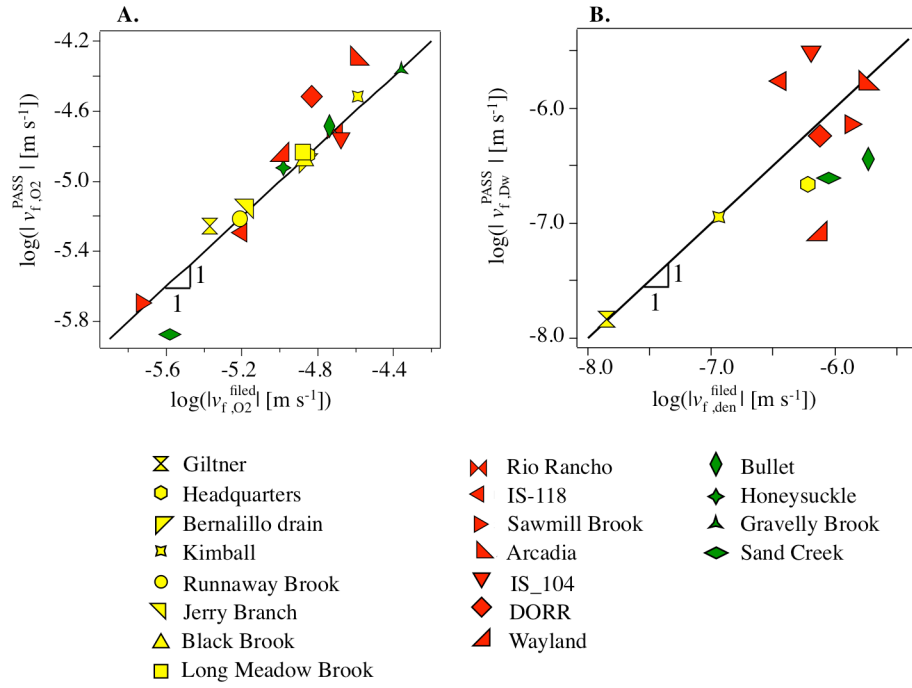 A.
B.
log(|v_f,O2^PASS| [m s⁻¹])
-4.2
-4.6
-5.0
-5.4
-5.8
1
1
-5.6
-5.2
-4.8
-4.4
log(|v_f,O2^filed| [m s⁻¹])
log(|v_f,Dw^PASS| [m s⁻¹])
-6.0
-7.0
-8.0
1
1
-8.0
-7.0
-6.0
log(|v_f,den^filed| [m s⁻¹])
Giltner
Headquarters
Bernalillo drain
Kimball
Runnaway Brook
Jerry Branch
Black Brook
Long Meadow Brook
Rio Rancho
IS-118
Sawmill Brook
Arcadia
IS_104
DORR
Wayland
Bullet
Honeysuckle
Gravelly Brook
Sand Creek